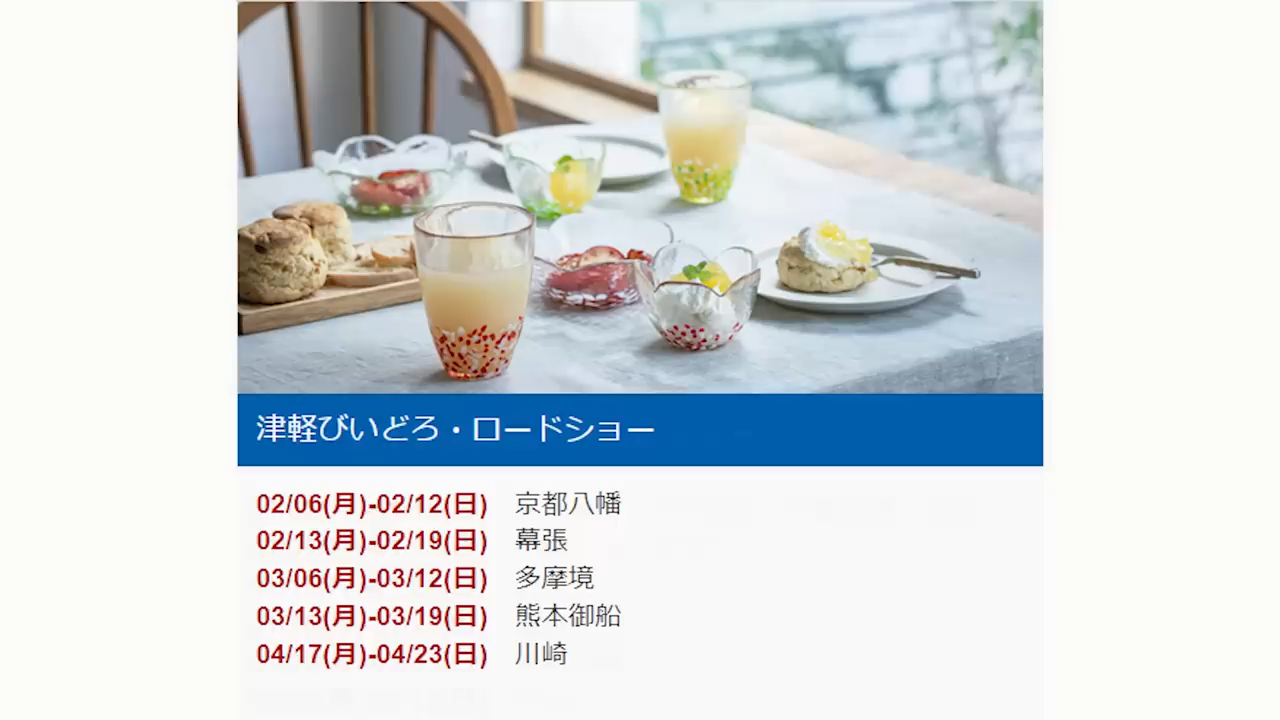 津軽びいどろ・ロードショー
02/06(月)-02/12(日) 京都八幡
02/13(月)-02/19(日) 幕張
03/06(月)-03/12(日) 多摩境
03/13(月)-03/19(日) 熊本御船
04/17(月)-04/23(日) 川崎